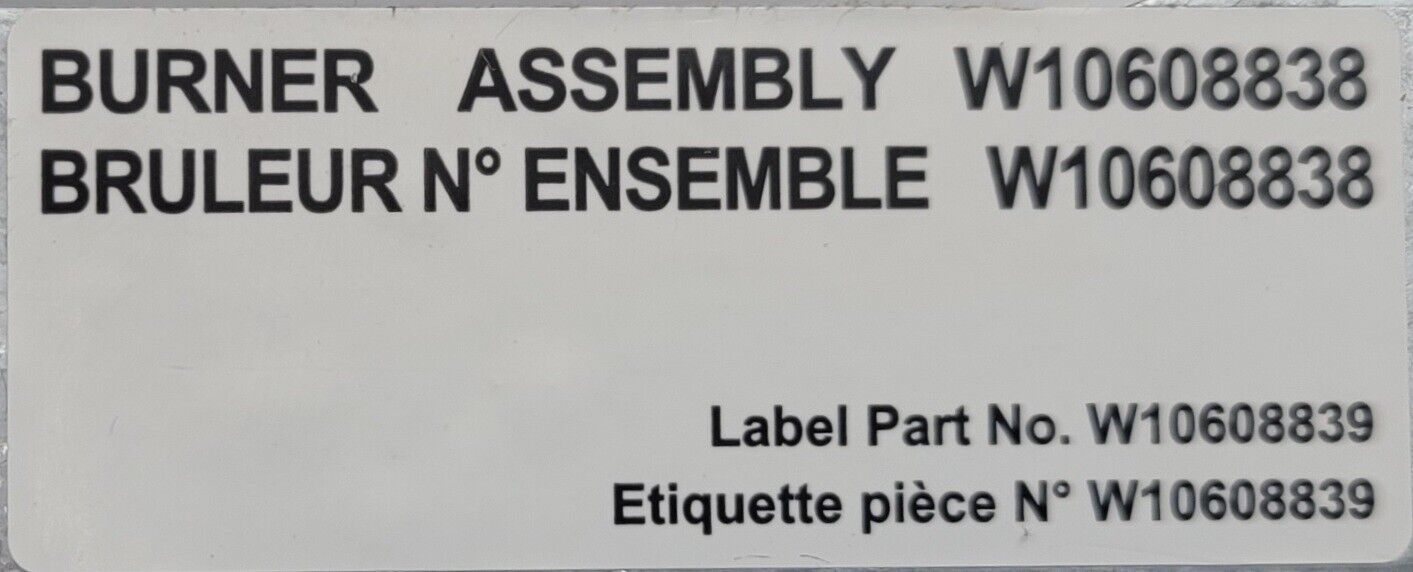 BURNER ASSEMBLY W10608838
BRULEUR N° ENSEMBLE W10608838
Label Part No. W10608839
Etiquette pièce N° W10608839